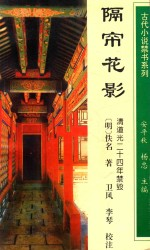 古代小说禁书系列
安平秋 杨忠 主编
隔帘花影
清道光二十四年禁毁
[明]佚名 著
卫凤 李琴 校注